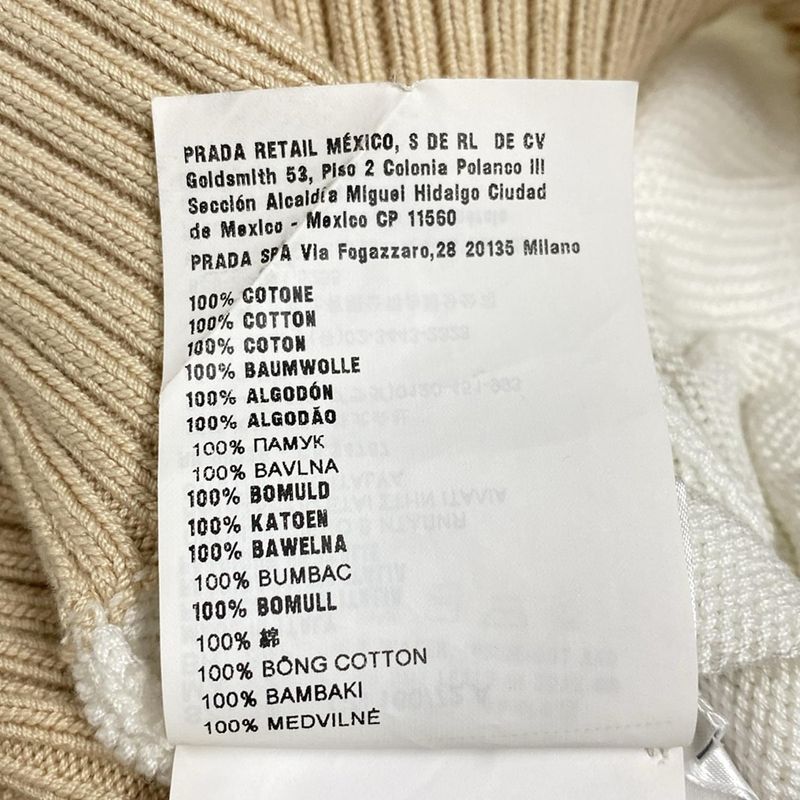 PRADA RETAIL MÉXICO, S DE RL DE CV
Goldsmith 53, Piso 2 Colonia Polanco III
Sección Alcaldía Miguel Hidalgo Ciudad
de Mexico - Mexico CP 11560
PRADA SPA Via Fogazzaro,28 20135 Milano
100% COTONE
100% COTTON
100% COTON
100% BAUMWOLLE
100% ALGODÓN
100% ALGODÃO
100% ПАМУК
100% BAVLNA
100% BOMULD
100% KATOEN
100% BAWEŁNA
100% BUMBAC
100% BOMULL
100% 綿
100% BÔNG COTTON
100% BAMBAKI
100% MEDVILNĖ